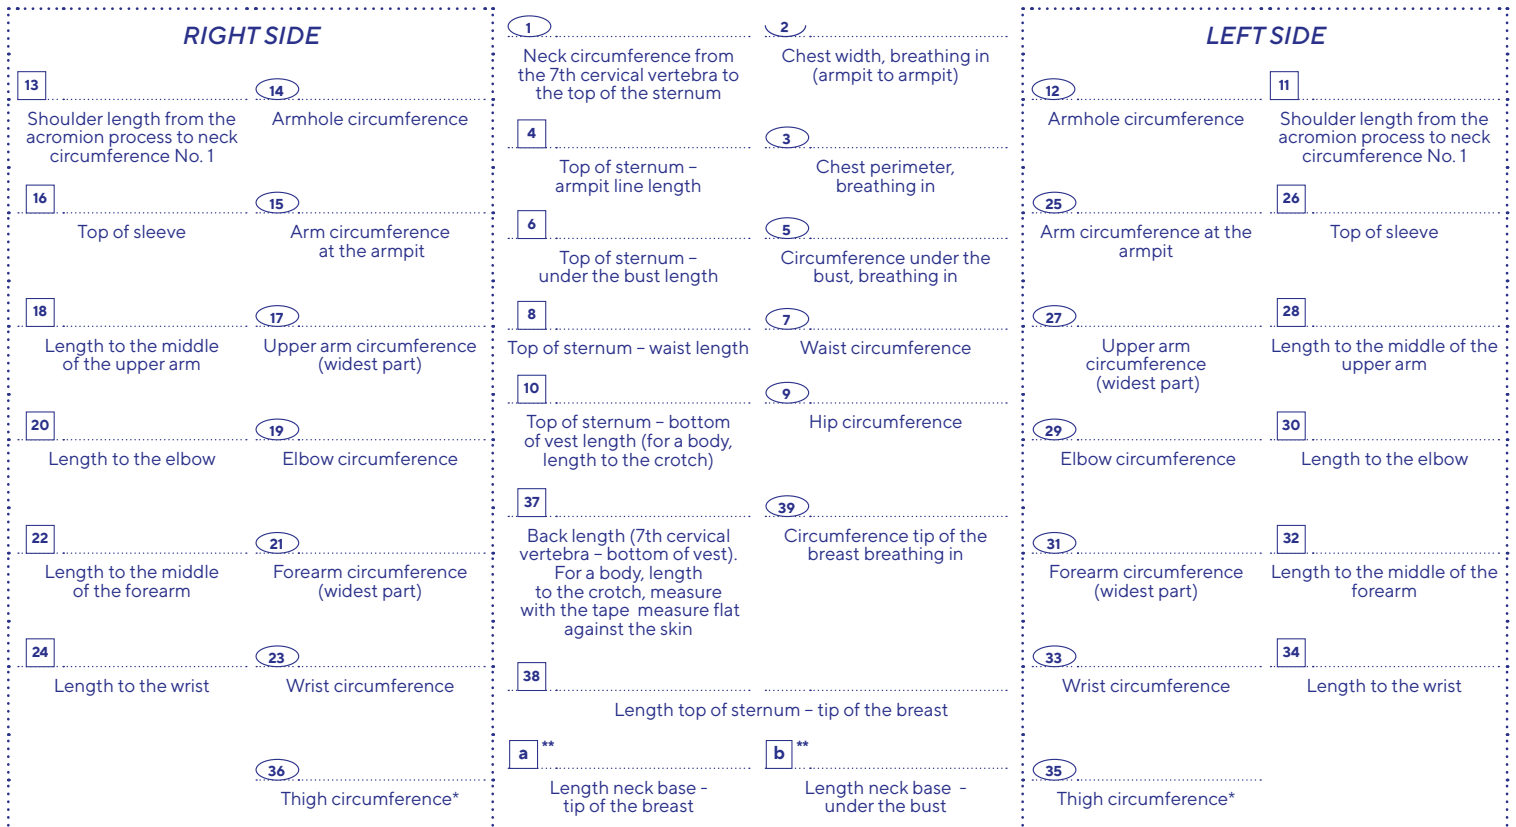 RIGHT SIDE
13
14
Shoulder length from the
acromion process to neck
circumference No. 1
Armhole circumference
16
15
Top of sleeve
Arm circumference
at the armpit
18
17
Length to the middle
of the upper arm
Upper arm circumference
(widest part)
20
19
Length to the elbow
Elbow circumference
22
21
Length to the middle
of the forearm
Forearm circumference
(widest part)
24
23
Length to the wrist
Wrist circumference
36
Thigh circumference*
1
2
Neck circumference from
the 7th cervical vertebra to
the top of the sternum
Chest width, breathing in
(armpit to armpit)
4
3
Top of sternum –
armpit line length
Chest perimeter,
breathing in
6
5
Top of sternum –
under the bust length
Circumference under the
bust, breathing in
8
7
Top of sternum – waist length
Waist circumference
10
9
Top of sternum – bottom
of vest length (for a body,
length to the crotch)
Hip circumference
37
39
Back length (7th cervical
vertebra – bottom of vest).
For a body, length
to the crotch, measure
with the tape measure flat
against the skin
Circumference tip of the
breast breathing in
38
Length top of sternum – tip of the breast
a **
b **
Length neck base -
tip of the breast
Length neck base -
under the bust
LEFT SIDE
12
11
Armhole circumference
Shoulder length from the
acromion process to neck
circumference No. 1
25
26
Arm circumference at the
armpit
Top of sleeve
27
28
Upper arm
circumference
(widest part)
Length to the middle of the
upper arm
29
30
Elbow circumference
Length to the elbow
31
32
Forearm circumference
(widest part)
Length to the middle of the
forearm
33
34
Wrist circumference
Length to the wrist
35
Thigh circumference*